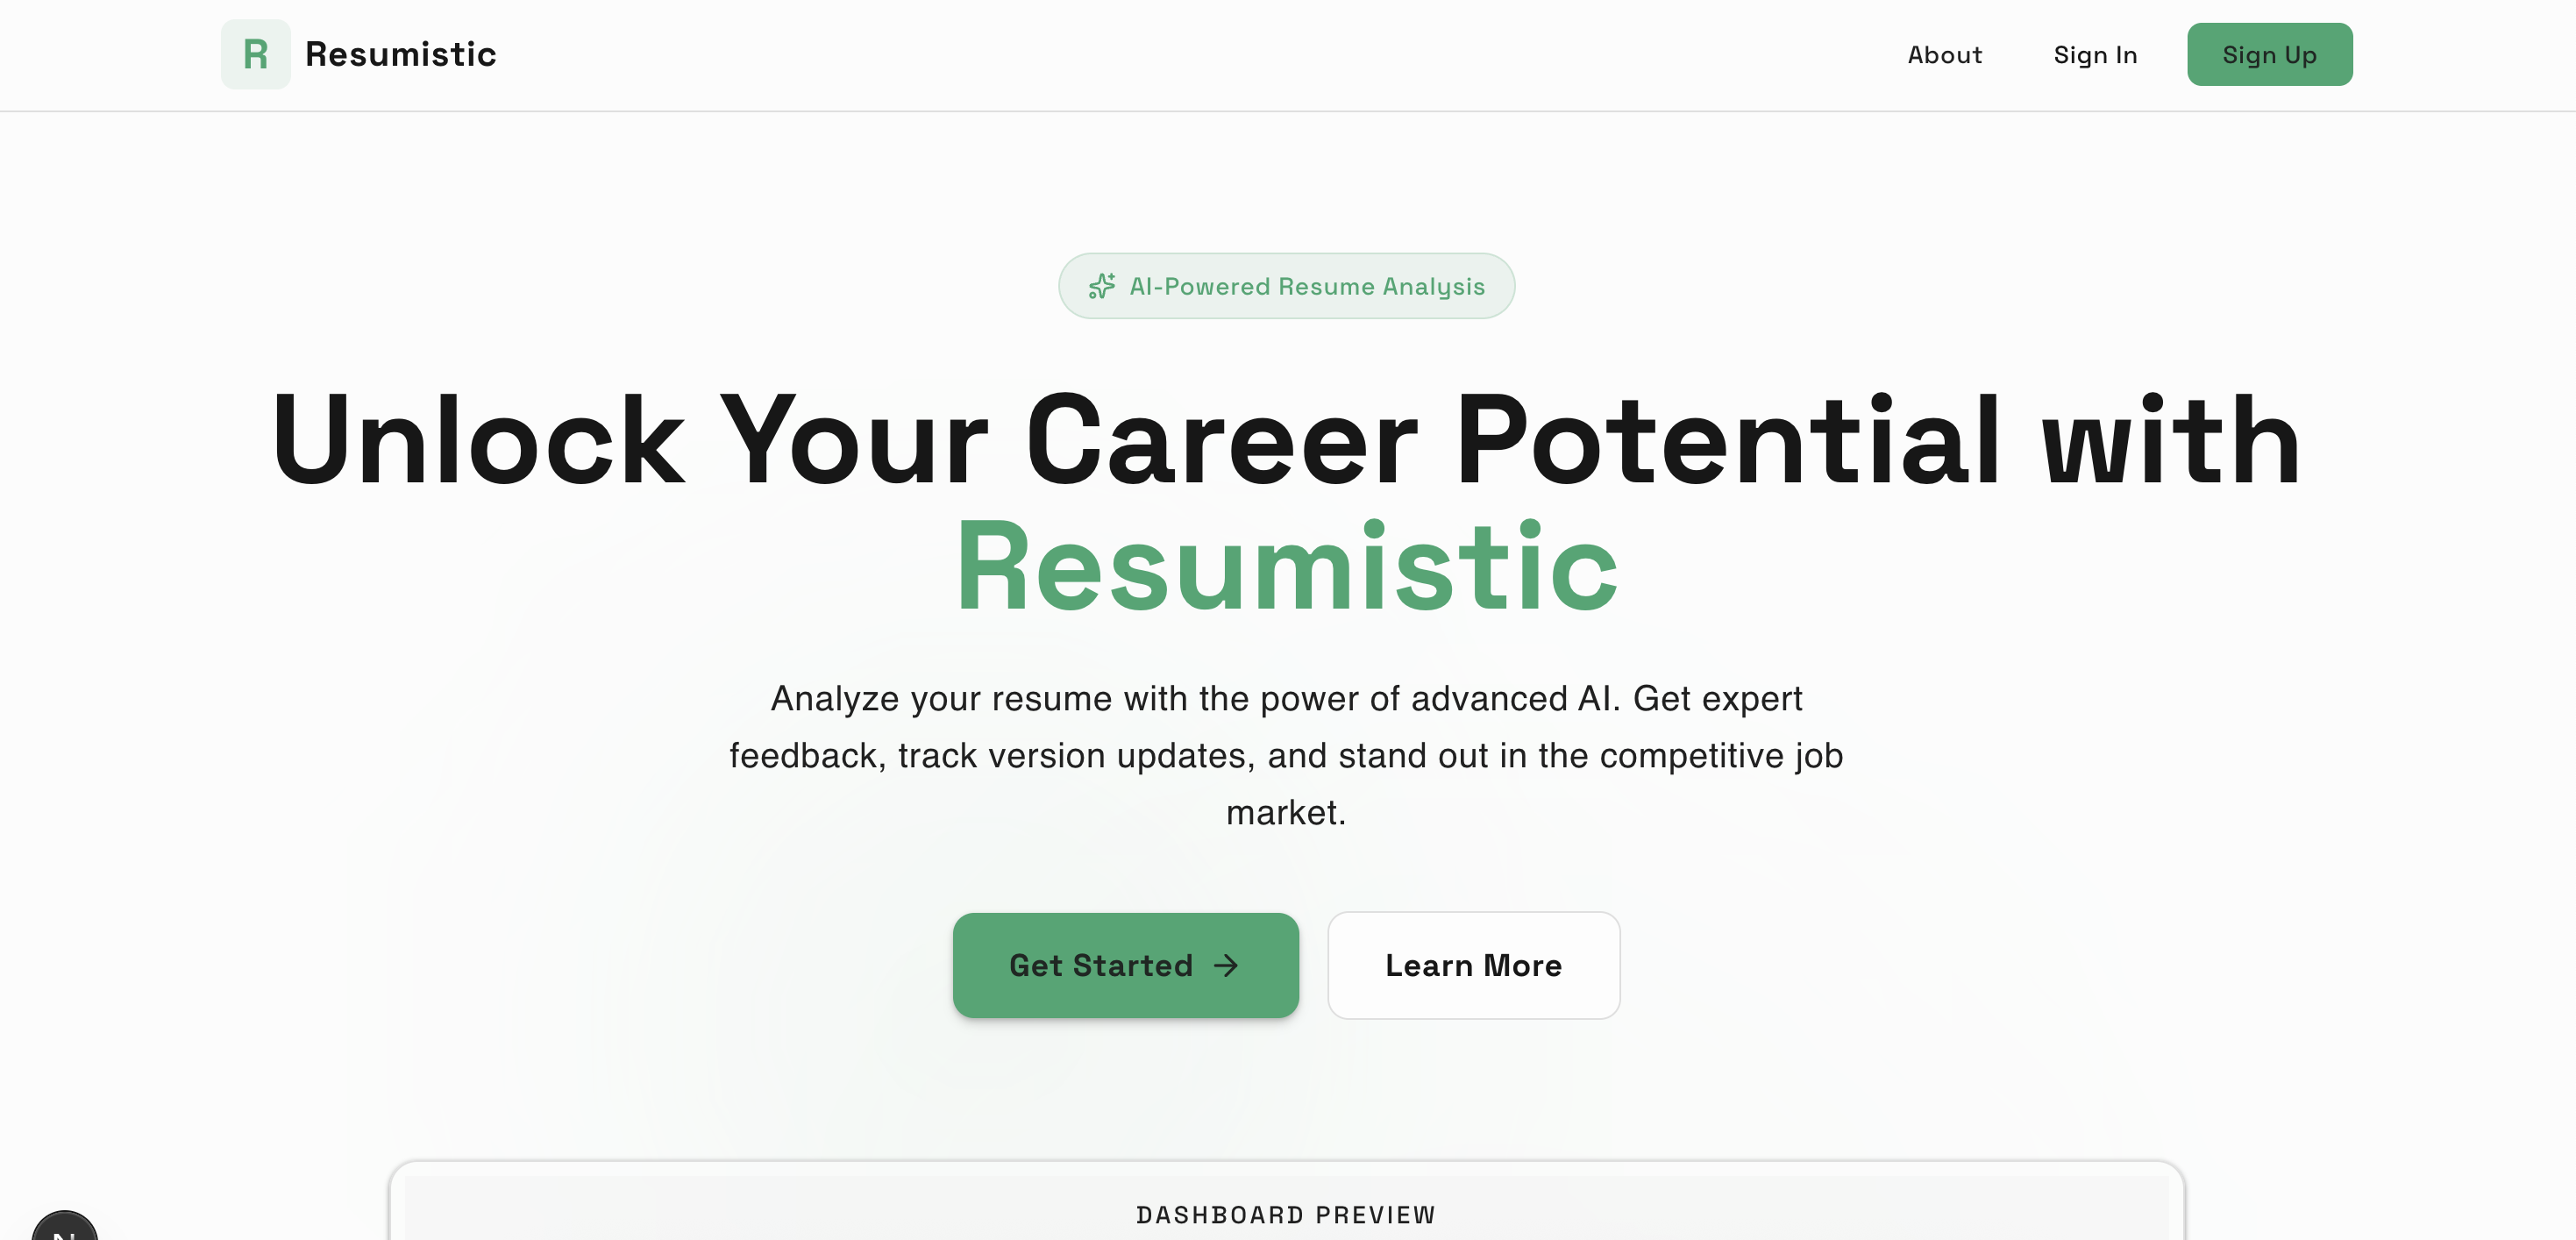 R Resumistic
About Sign In Sign Up
AI-Powered Resume Analysis
Unlock Your Career Potential with
Resumistic
Analyze your resume with the power of advanced AI. Get expert
feedback, track version updates, and stand out in the competitive job
market.
Get Started → Learn More
DASHBOARD PREVIEW